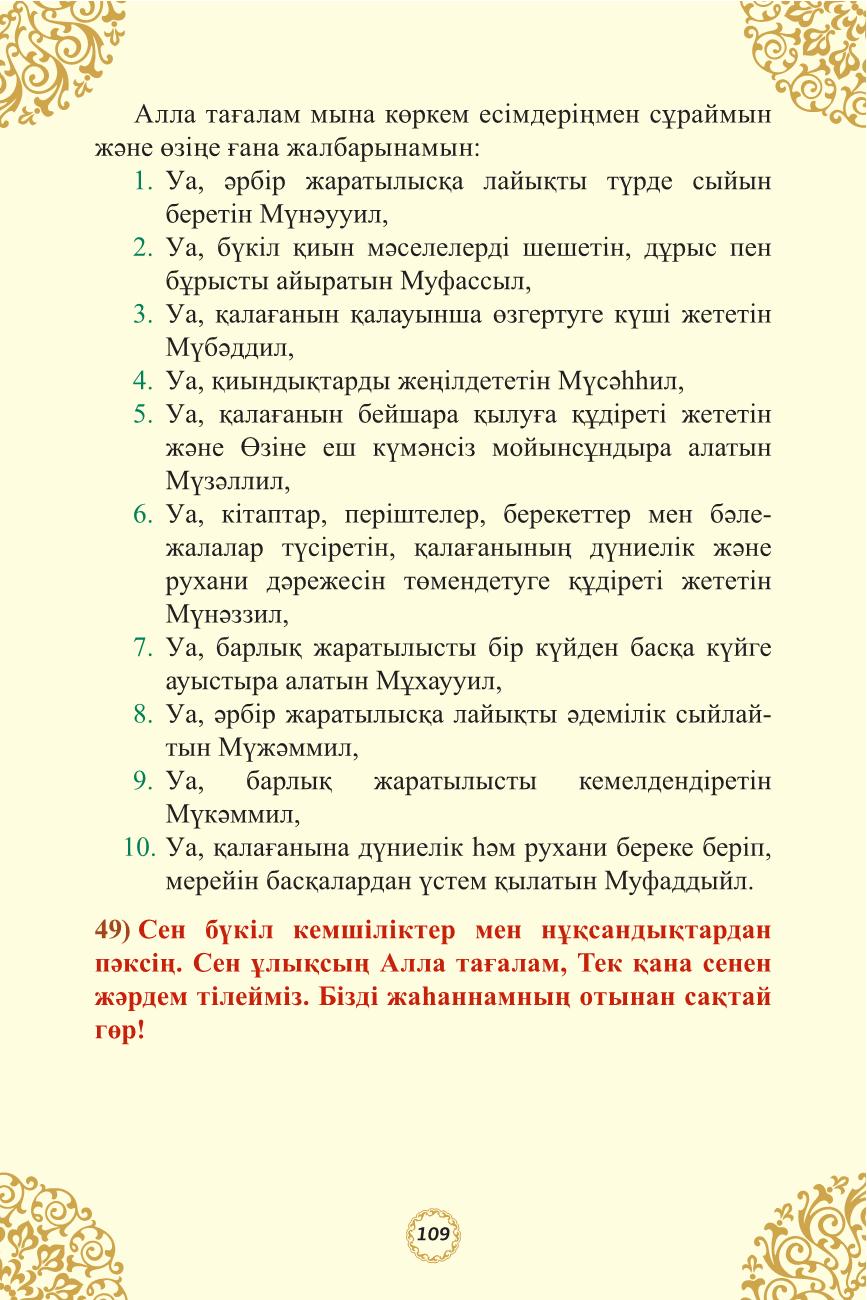 Алла тағалам мына көркем есімдеріңмен сұраймын
және өзіңе ғана жалбарынамын:
1. Уа, әрбір жаратылысқа лайықты түрде сыйын
беретін Мүнәууил,
2. Уа, бүкіл қиын мәселелерді шешетін, дұрыс пен
бұрысты айыратын Муфассыл,
3. Уа, қалағанын қалауынша өзгертуге күші жететін
Мүбәддил,
4. Уа, қиындықтарды жеңілдететін Мүсәһһил,
5. Уа, қалағанын бейшара қылуға құдіреті жететін
және Өзіне еш күмәнсіз мойынсұндыра алатын
Мүзәллил,
6. Уа, кітаптар, періштелер, берекеттер мен бәле-
жалалар түсіретін, қалағанының дүниелік және
рухани дәрежесін төмендетуге құдіреті жететін
Мүнәззил,
7. Уа, барлық жаратылысты бір күйден басқа күйге
ауыстыра алатын Мұхаууил,
8. Уа, әрбір жаратылысқа лайықты әдемілік сыйлай-
тын Мүжәммил,
9. Уа, барлық жаратылысты кемелдендіретін
Мүкәммил,
10. Уа, қалағанына дүниелік һәм рухани береке беріп,
мерейін басқалардан үстем қылатын Муфаддыйл.
49) Сен бүкіл кемшіліктер мен нұқсандықтардан
пәксің. Сен ұлықсың Алла тағалам, Тек қана сенен
жәрдем тілейміз. Бізді жаһаннамның отынан сақтай
гөр!
109